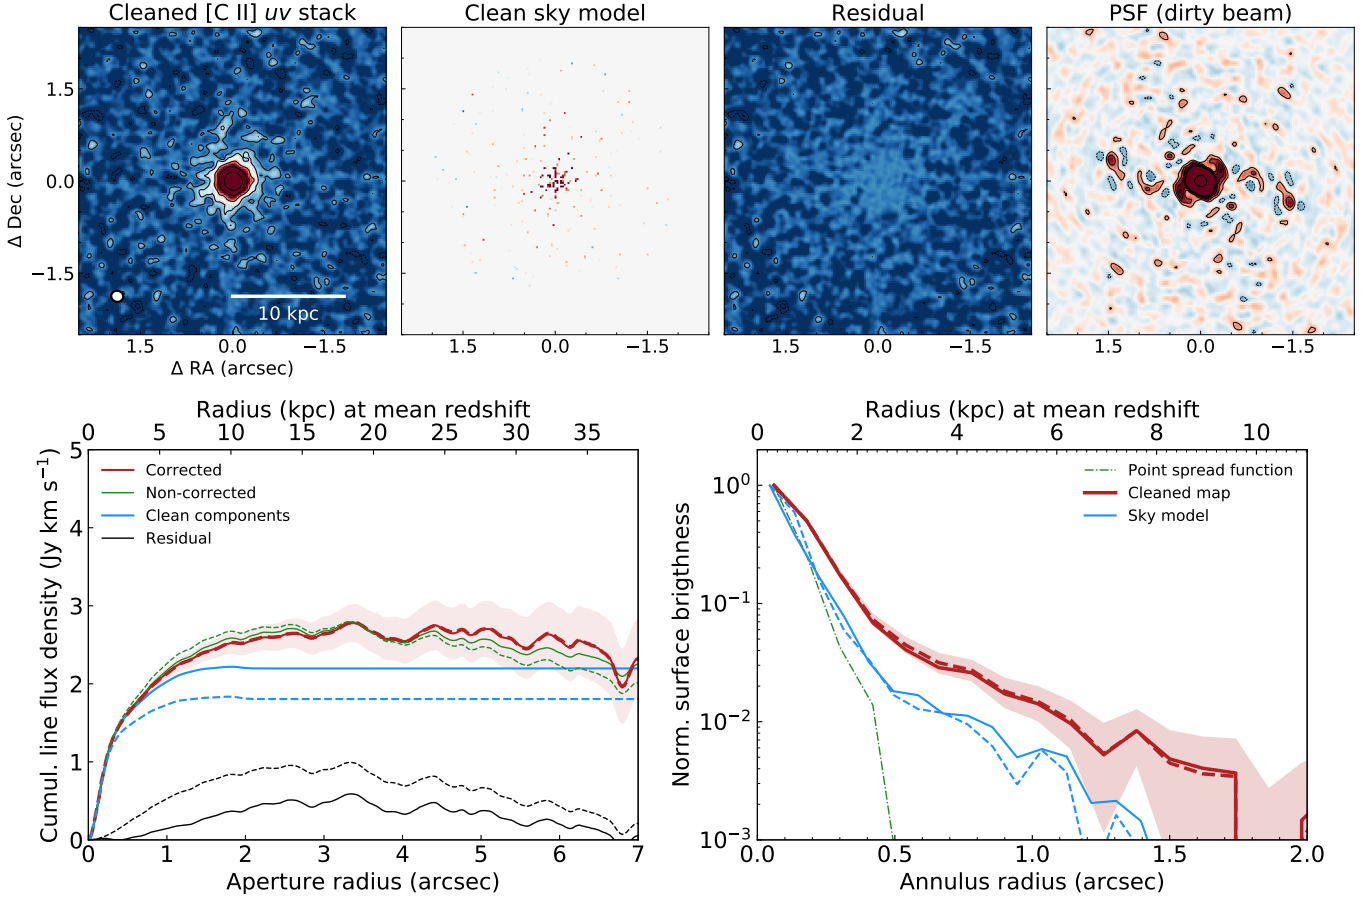 Cleaned [C II] uv stack
Clean sky model
Residual
PSF (dirty beam)
Δ Dec (arcsec)
1.5
0.0
−1.5
10 kpc
1.5 0.0 −1.5
1.5 0.0 −1.5
1.5 0.0 −1.5
1.5 0.0 −1.5
Δ RA (arcsec)
Radius (kpc) at mean redshift
0 5 10 15 20 25 30 35
Cumul. line flux density (Jy km s⁻¹)
5
4
3
2
1
0
Corrected
Non-corrected
Clean components
Residual
0 1 2 3 4 5 6 7
Aperture radius (arcsec)
Radius (kpc) at mean redshift
0 2 4 6 8 10
Norm. surface brigthness
10⁰
10⁻¹
10⁻²
10⁻³
Point spread function
Cleaned map
Sky model
0.0 0.5 1.0 1.5 2.0
Annulus radius (arcsec)